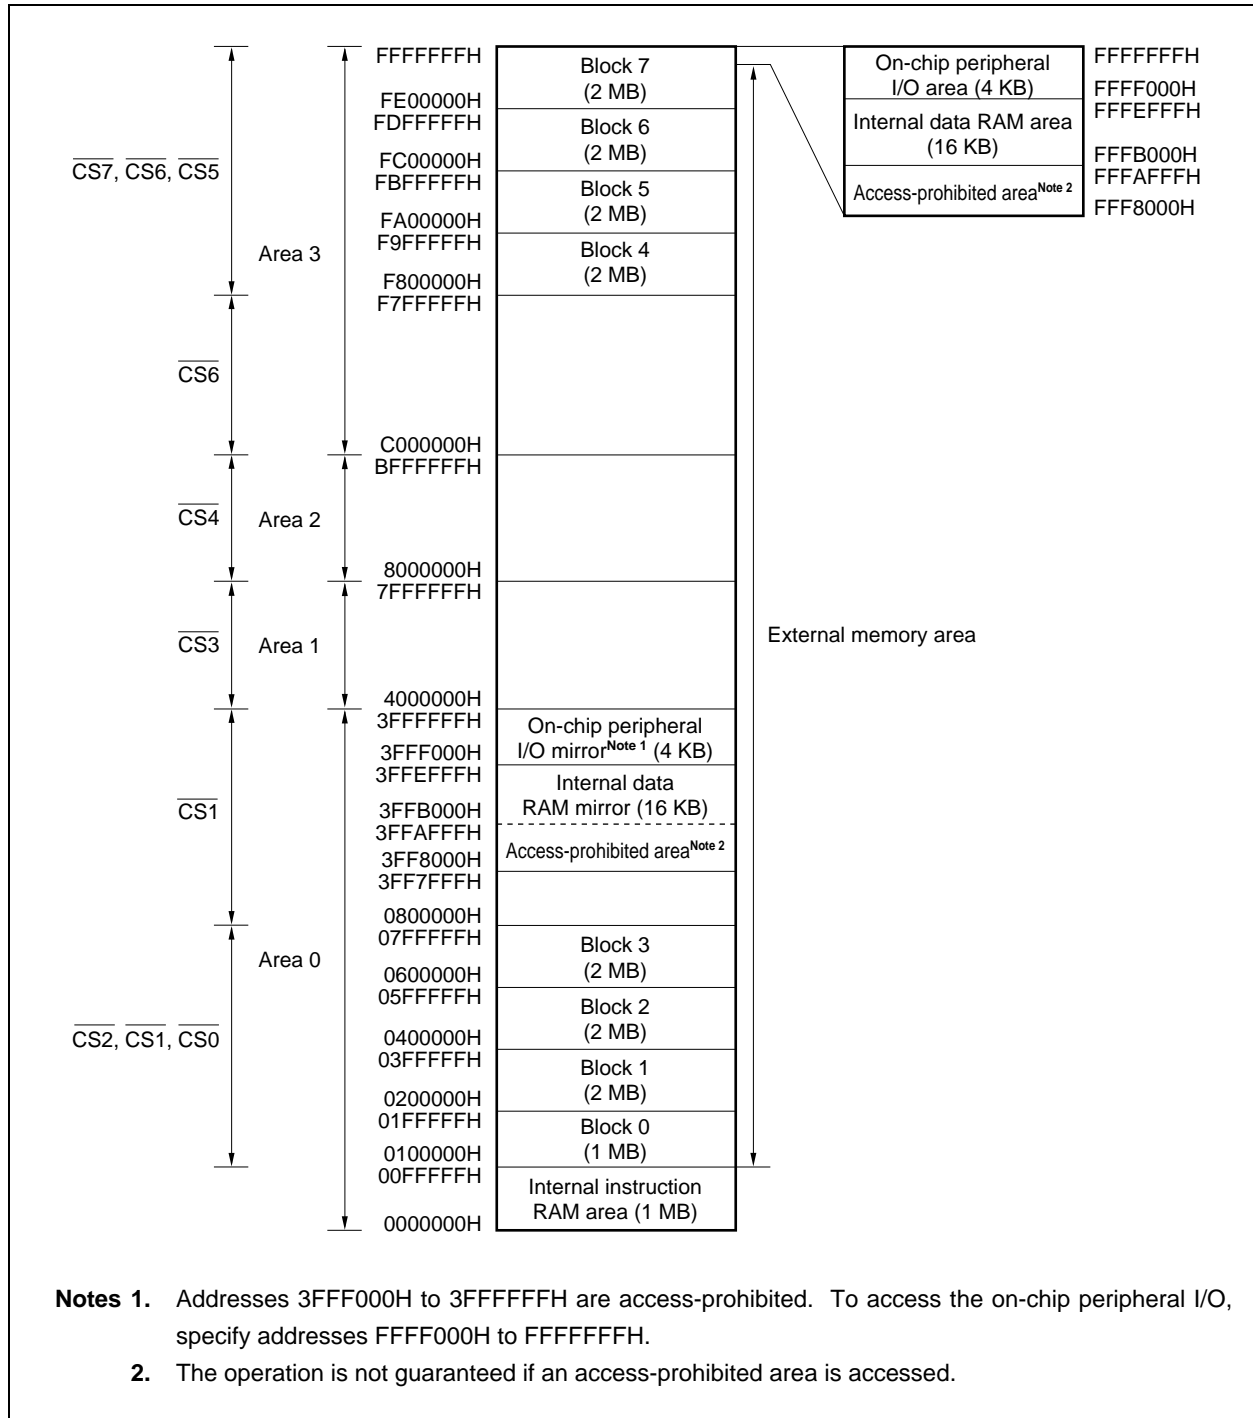 FFFFFFFH
Block 7
(2 MB)
On-chip peripheral
I/O area (4 KB)
FFFFFFFH
FFFF000H
FFFEFFFH
Internal data RAM area
(16 KB)
FFFB000H
FFFAFFFH
Access-prohibited area Note 2
FFF8000H
FE00000H
FDFFFFFH
Block 6
(2 MB)
FC00000H
FBFFFFFH
CS7, CS6, CS5
Block 5
(2 MB)
FA00000H
F9FFFFFH
Area 3
Block 4
(2 MB)
F800000H
F7FFFFFH
CS6
C000000H
BFFFFFFH
CS4
Area 2
8000000H
7FFFFFFH
CS3
Area 1
External memory area
4000000H
3FFFFFFH
On-chip peripheral
I/O mirror Note 1 (4 KB)
3FFF000H
3FFEFFFH
Internal data
RAM mirror (16 KB)
CS1
3FFB000H
3FFAFFFH
Access-prohibited area Note 2
3FF8000H
3FF7FFFH
0800000H
07FFFFFH
Block 3
(2 MB)
Area 0
0600000H
05FFFFFH
Block 2
(2 MB)
CS2, CS1, CS0
0400000H
03FFFFFH
Block 1
(2 MB)
0200000H
01FFFFFH
Block 0
(1 MB)
0100000H
00FFFFFH
Internal instruction
RAM area (1 MB)
0000000H
Notes 1. Addresses 3FFF000H to 3FFFFFFH are access-prohibited. To access the on-chip peripheral I/O,
specify addresses FFFF000H to FFFFFFFH.
2. The operation is not guaranteed if an access-prohibited area is accessed.